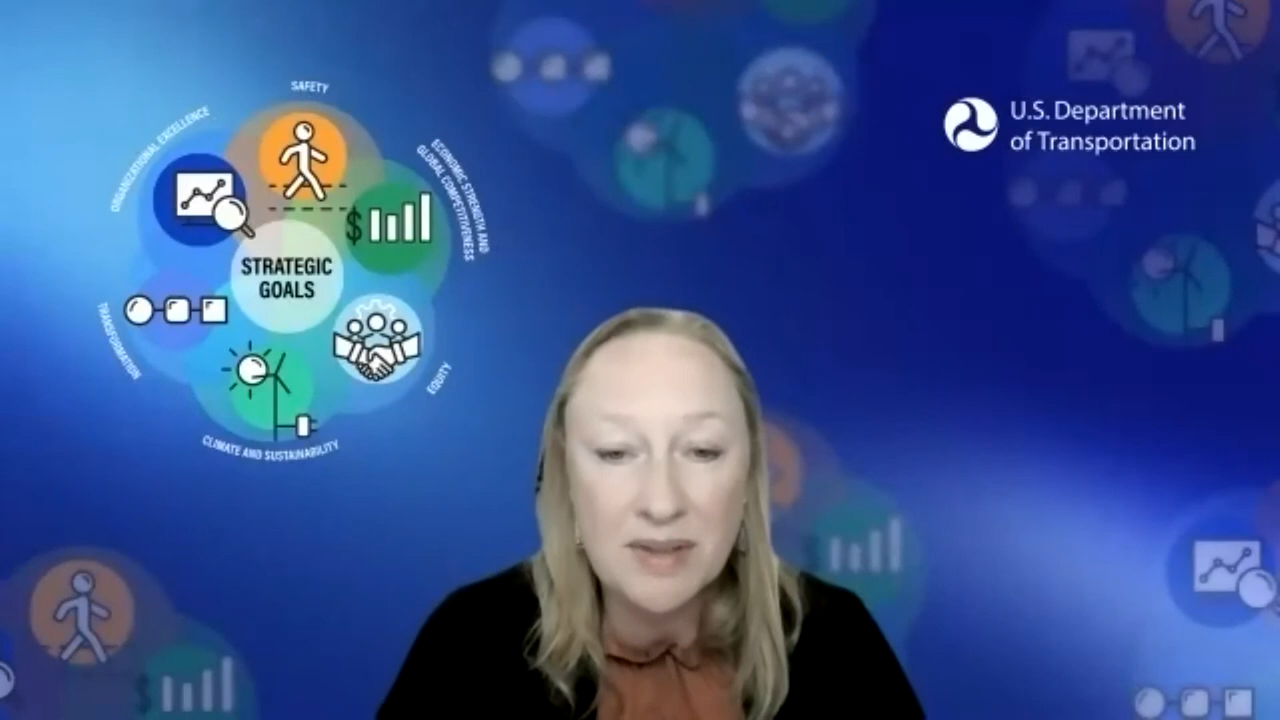 SAFETY
ORGANIZATIONAL EXCELLENCE
ECONOMIC STRENGTH AND
GLOBAL COMPETITIVENESS
U.S. Department
of Transportation
$
STRATEGIC
GOALS
TRANSFORMATION
EQUITY
CLIMATE AND SUSTAINABILITY